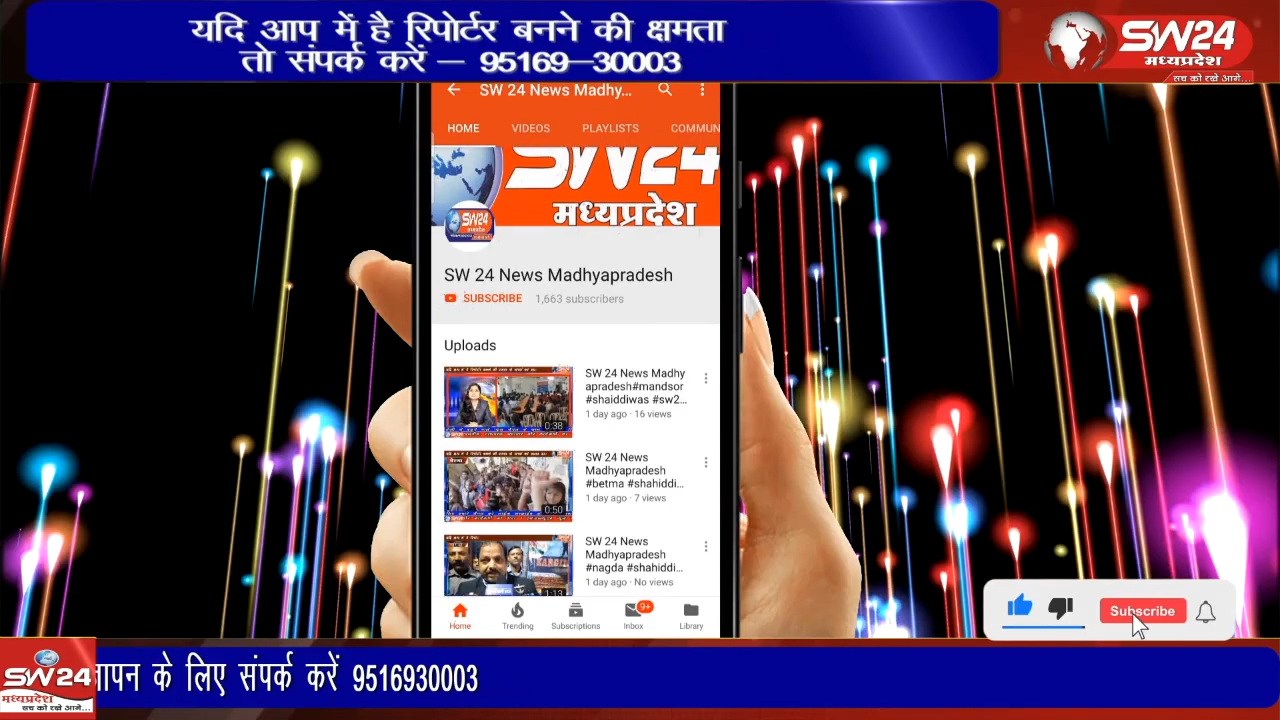 यदि आप में है रिपोर्टर बनने की क्षमता
तो संपर्क करें – 95169–30003
SW24
मध्यप्रदेश
सच को रखे आगे...
SW 24 News Madhy...
HOME VIDEOS PLAYLISTS COMMUN
SW24
मध्यप्रदेश
SW24
SW 24 News Madhyapradesh
SUBSCRIBE 1,663 subscribers
Uploads
SW 24 News Madhy
apradesh#mandsor
#shaiddiwas #sw2...
1 day ago · 16 views
0:38
SW 24 News
Madhyapradesh
#betma #shahiddi...
1 day ago · 7 views
0:50
SW 24 News
Madhyapradesh
#nagda #shahiddi...
1 day ago · No views
1:13
Home Trending Subscriptions 9+ Inbox Library
Subscribe
SW24
मध्यप्रदेश
सच को रखे आगे...
ज्ञापन के लिए संपर्क करें 9516930003